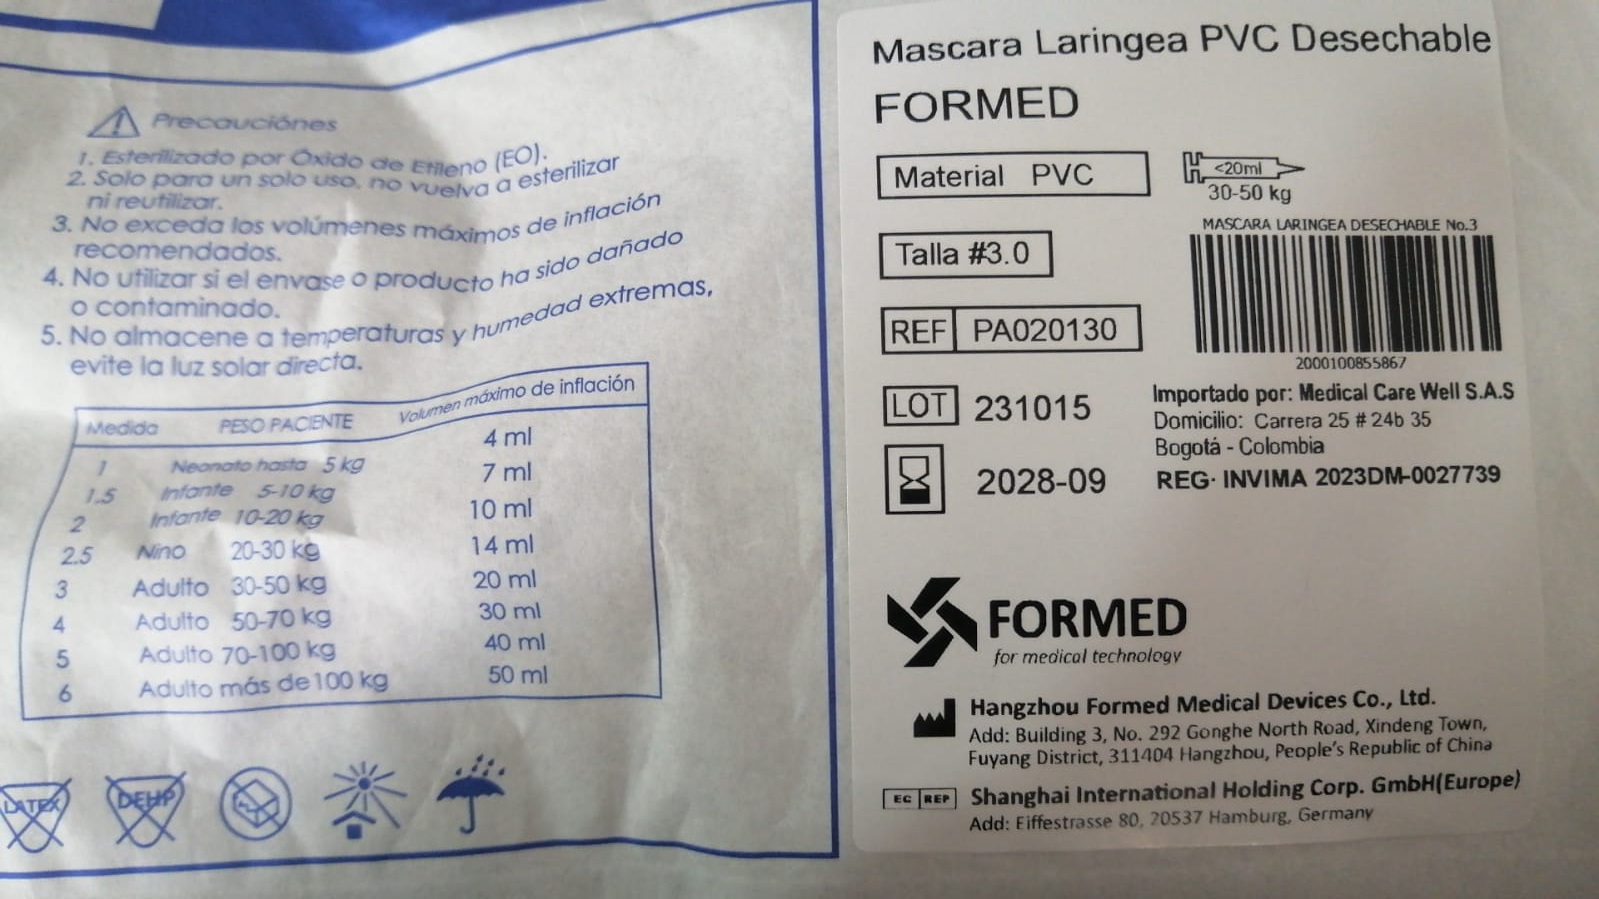 Precauciónes
1. Esterilizado por Óxido de Etileno (EO).
2. Solo para un solo uso, no vuelva a esterilizar
ni reutilizar.
3. No exceda los volúmenes máximos de inflación
recomendados.
4. No utilizar si el envase o producto ha sido dañado
o contaminado.
5. No almacene a temperaturas y humedad extremas,
evite la luz solar directa.
Medida PESO PACIENTE Volumen máximo de inflación
1 Neonato hasta 5 kg 4 ml
1.5 Infante 5-10 kg 7 ml
2 Infante 10-20 kg 10 ml
2.5 Nino 20-30 kg 14 ml
3 Adulto 30-50 kg 20 ml
4 Adulto 50-70 kg 30 ml
5 Adulto 70-100 kg 40 ml
6 Adulto más de 100 kg 50 ml
LATEX DEHP
Mascara Laringea PVC Desechable
FORMED
Material PVC
<20ml
30-50 kg
Talla #3.0
MASCARA LARINGEA DESECHABLE No.3
REF PA020130
2000100855867
LOT 231015
2028-09
Importado por: Medical Care Well S.A.S
Domicilio: Carrera 25 # 24b 35
Bogotá - Colombia
REG· INVIMA 2023DM-0027739
FORMED
for medical technology
Hangzhou Formed Medical Devices Co., Ltd.
Add: Building 3, No. 292 Gonghe North Road, Xindeng Town,
Fuyang District, 311404 Hangzhou, People's Republic of China
EC REP Shanghai International Holding Corp. GmbH(Europe)
Add: Eiffestrasse 80, 20537 Hamburg, Germany